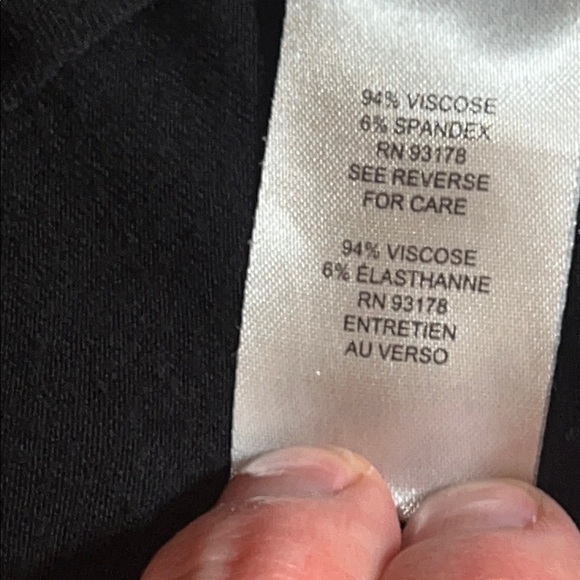 94% VISCOSE
6% SPANDEX
RN 93178
SEE REVERSE
FOR CARE
94% VISCOSE
6% ÉLASTHANNE
RN 93178
ENTRETIEN
AU VERSO